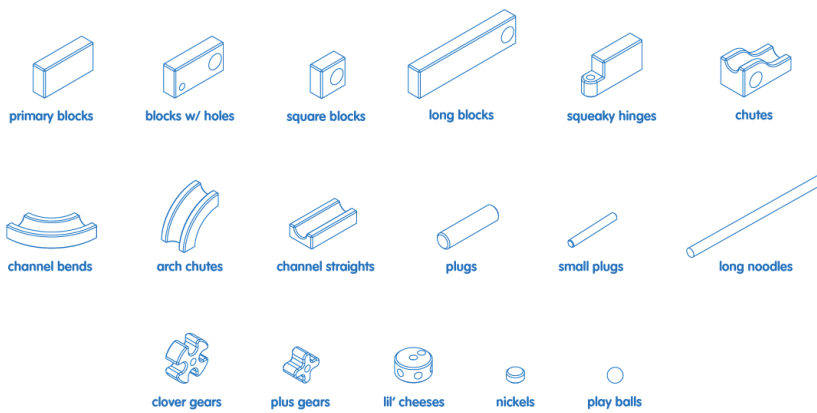 primary blocks
blocks w/ holes
square blocks
long blocks
squeaky hinges
chutes
channel bends
arch chutes
channel straights
plugs
small plugs
long noodles
clover gears
plus gears
lil' cheeses
nickels
play balls